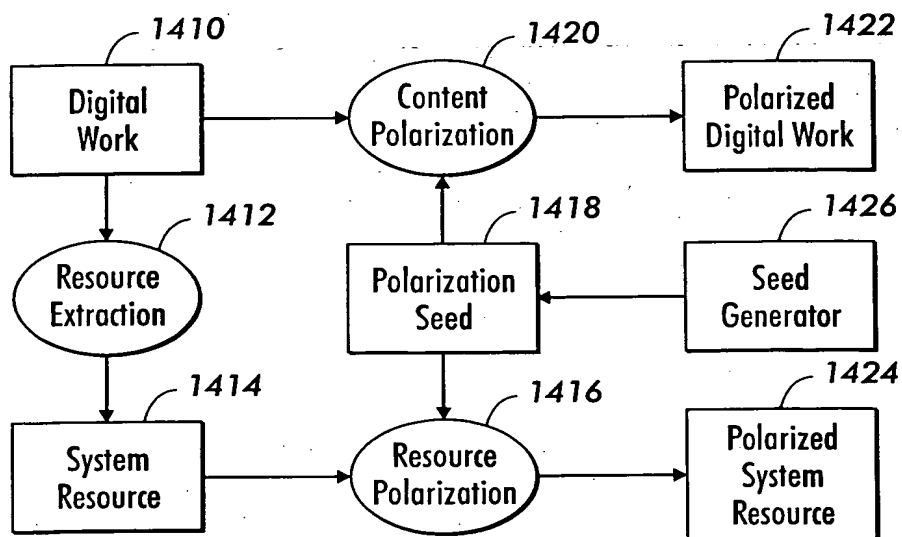 1410
Digital
Work
1420
Content
Polarization
1422
Polarized
Digital Work
1412
Resource
Extraction
1418
Polarization
Seed
1426
Seed
Generator
1414
System
Resource
1416
Resource
Polarization
1424
Polarized
System
Resource